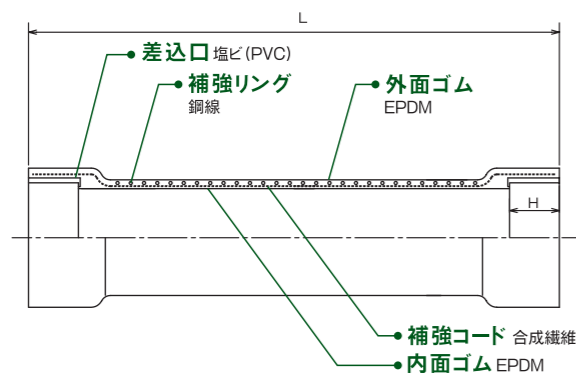 L
差込口 塩ビ(PVC)
補強リング
鋼線
外面ゴム
EPDM
H
補強コード 合成繊維
内面ゴム EPDM